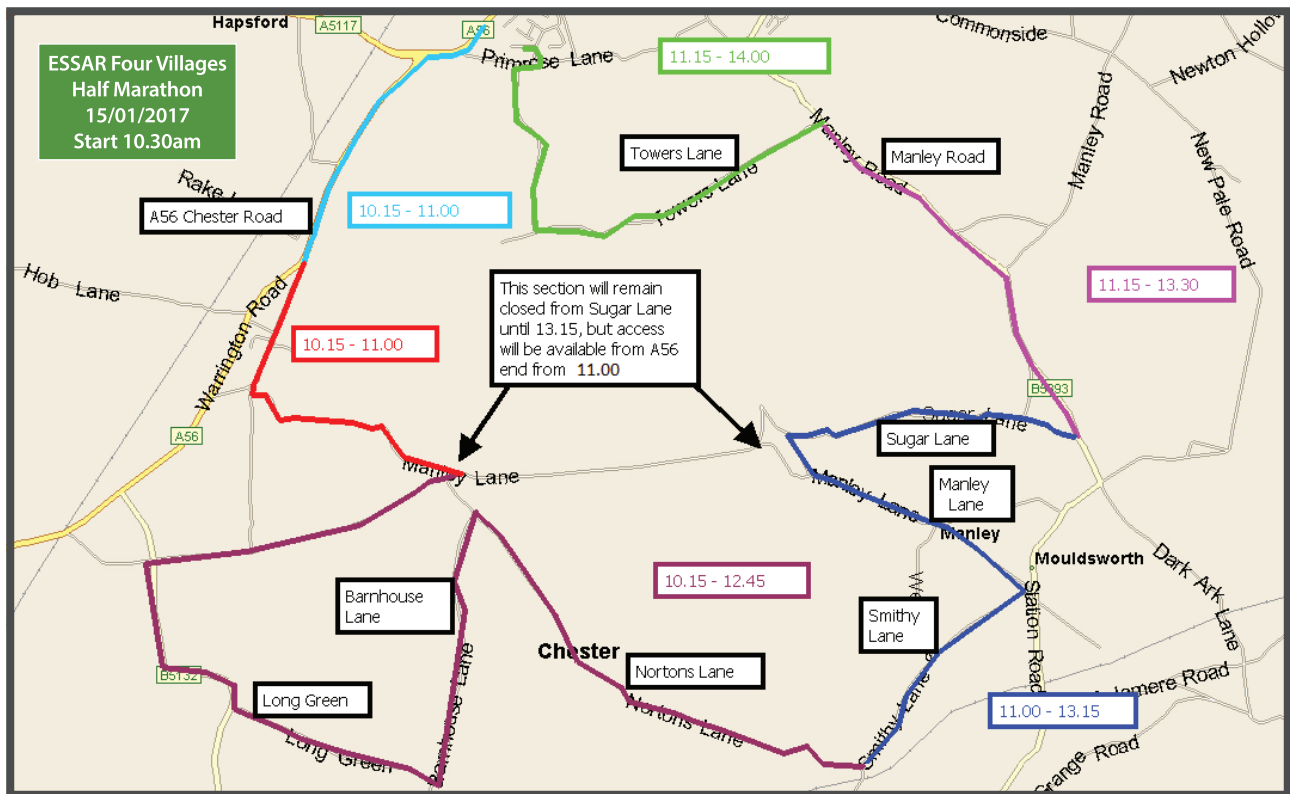 Hapsford
A5117
A56
Commonside
ESSAR Four Villages
Half Marathon
15/01/2017
Start 10.30am
Primrose Lane
11.15 - 14.00
Newton Hollow
Manley Road
Manley Road
Towers Lane
Manley Road
New Pale Road
Rake
Towers Lane
A56 Chester Road
10.15 - 11.00
Hob Lane
Warrington Road
This section will remain
closed from Sugar Lane
until 13.15, but access
will be available from A56
end from 11.00
11.15 - 13.30
10.15 - 11.00
B5393
Sugar Lane
A56
Sugar Lane
Manley Lane
Manley Lane
Manley
Lane
Manley
Mouldsworth
Dark Ark Lane
10.15 - 12.45
Barnhouse
Lane
Smithy
Lane
Station Road
Chester
B5132
Nortons Lane
Long Green
Barnhouse Lane
Nortons Lane
Smithy Lane
11.00 - 13.15
Road
Long Green
Grange Road